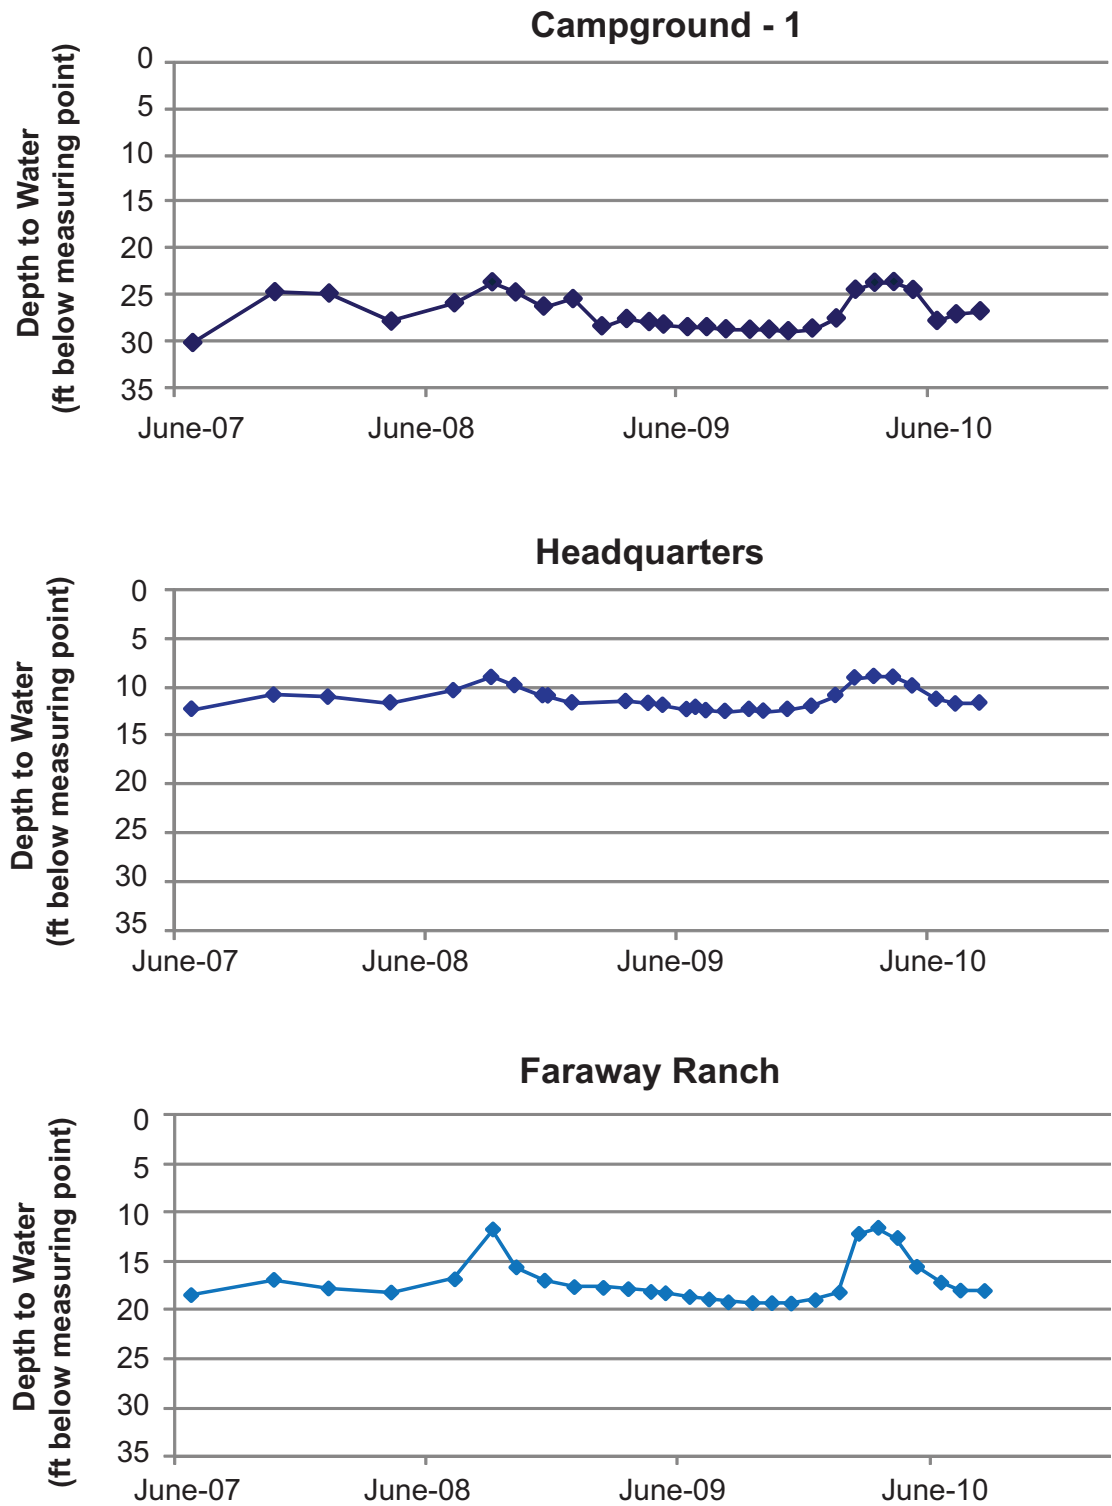 Campground - 1
Depth to Water
(ft below measuring point)
0
5
10
15
20
25
30
35
June-07
June-08
June-09
June-10
Headquarters
Depth to Water
(ft below measuring point)
0
5
10
15
20
25
30
35
June-07
June-08
June-09
June-10
Faraway Ranch
Depth to Water
(ft below measuring point)
0
5
10
15
20
25
30
35
June-07
June-08
June-09
June-10